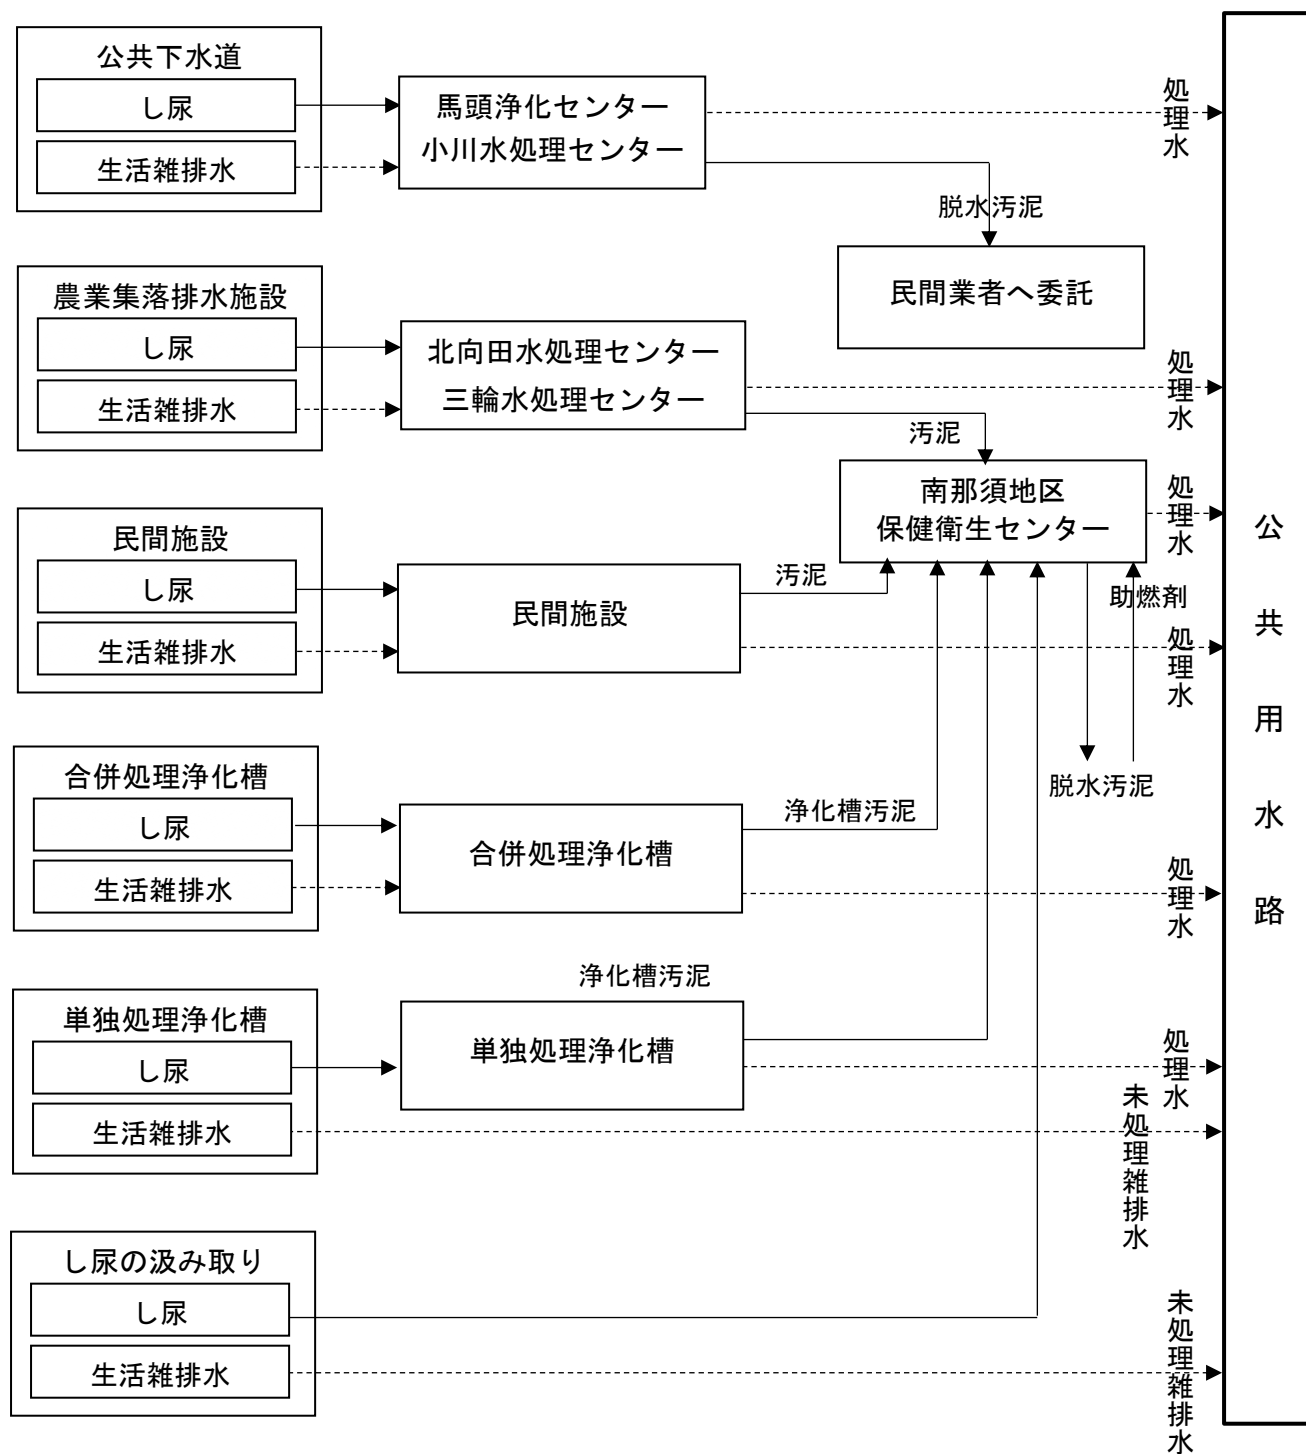 公共下水道
し尿
生活雑排水
馬頭浄化センター
小川水処理センター
処理水
脱水汚泥
民間業者へ委託
農業集落排水施設
し尿
生活雑排水
北向田水処理センター
三輪水処理センター
処理水
汚泥
南那須地区
保健衛生センター
処理水
民間施設
し尿
生活雑排水
民間施設
汚泥
助燃剤
処理水
脱水汚泥
合併処理浄化槽
し尿
生活雑排水
合併処理浄化槽
浄化槽汚泥
処理水
単独処理浄化槽
し尿
生活雑排水
浄化槽汚泥
単独処理浄化槽
処理水
未処理雑排水
し尿の汲み取り
し尿
生活雑排水
未処理雑排水
公共用水路